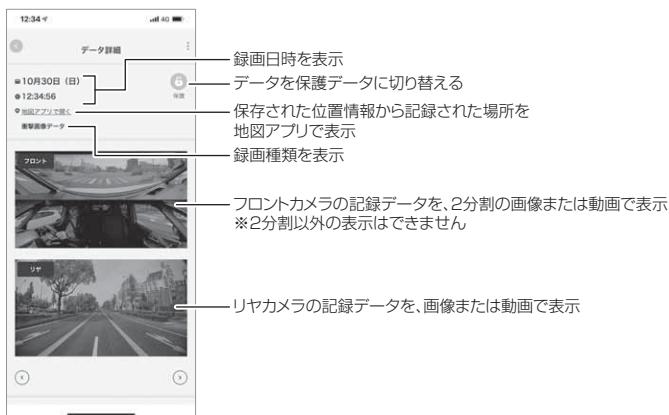 12:34
4G
データ詳細
10月30日（日）
12:34:56
保護
地図アプリで開く
衝撃画像データ
フロント
リヤ
録画日時を表示
データを保護データに切り替える
保存された位置情報から記録された場所を
地図アプリで表示
録画種類を表示
フロントカメラの記録データを、2分割の画像または動画で表示
※2分割以外の表示はできません
リヤカメラの記録データを、画像または動画で表示